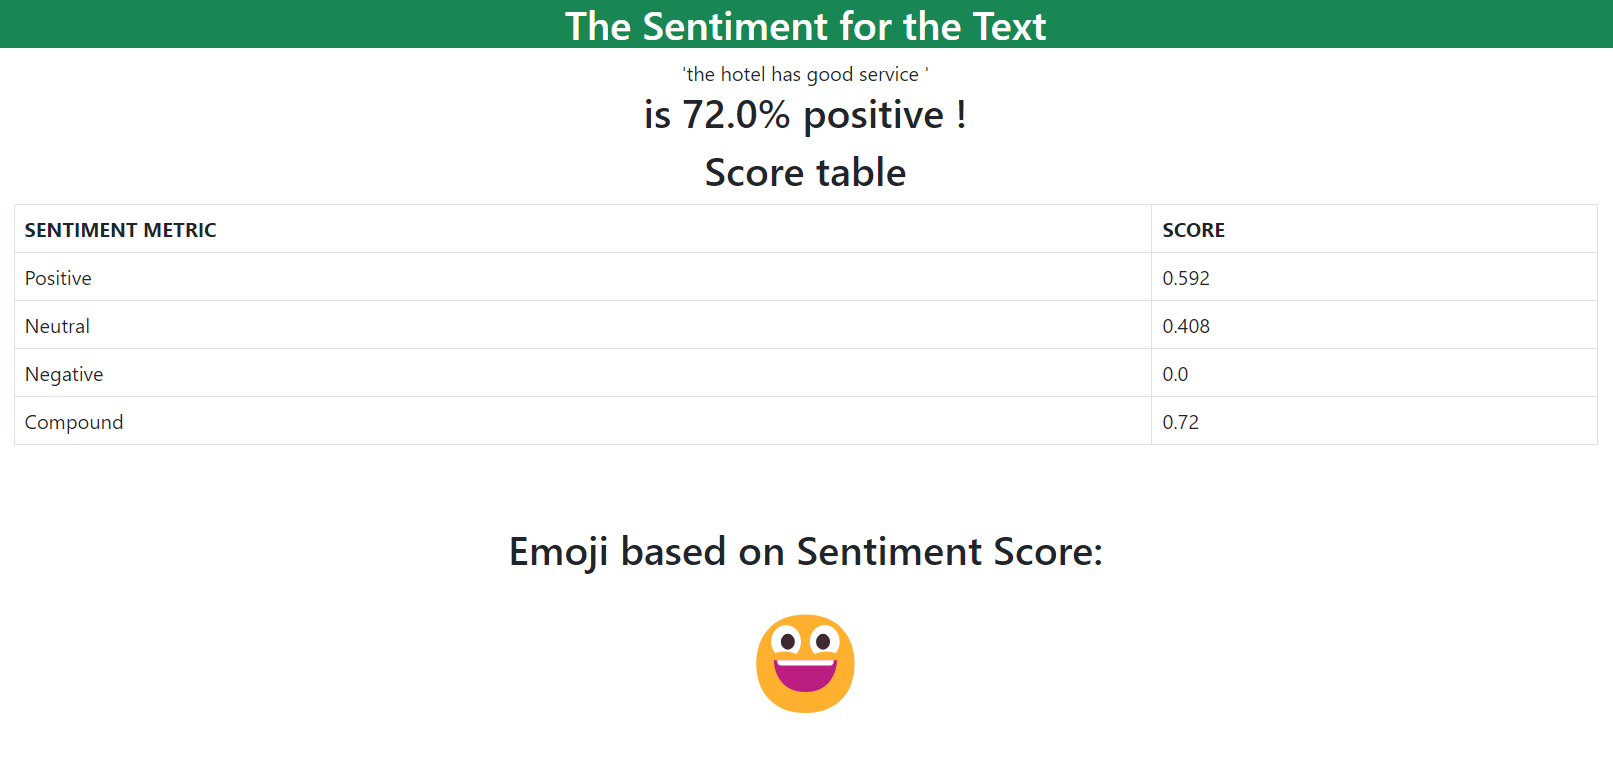 The Sentiment for the Text
'the hotel has good service '
is 72.0% positive !
Score table
SENTIMENT METRIC SCORE
Positive 0.592
Neutral 0.408
Negative 0.0
Compound 0.72
Emoji based on Sentiment Score: